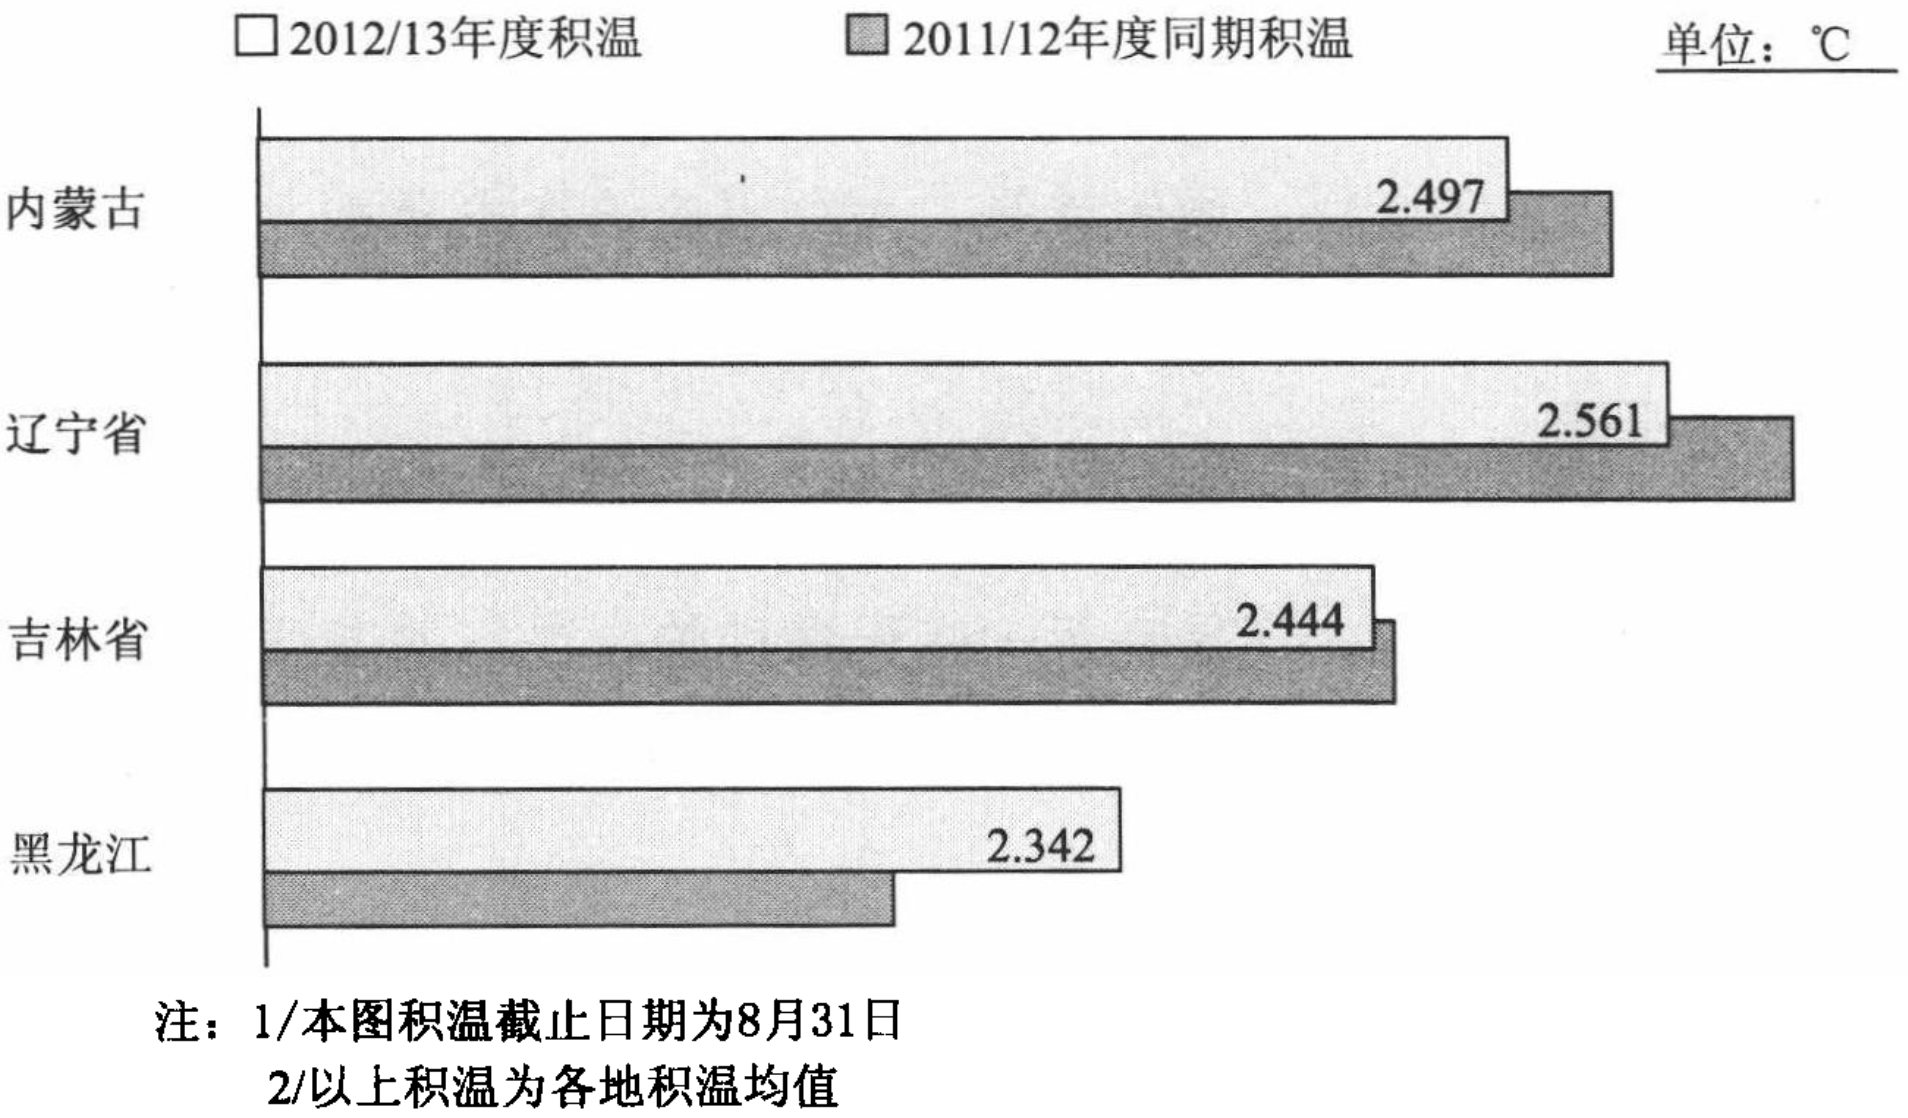 2012/13年度积温 2011/12年度同期积温 单位：℃
内蒙古 2.497
辽宁省 2.561
吉林省 2.444
黑龙江 2.342
注：1/本图积温截止日期为8月31日
2/以上积温为各地积温均值